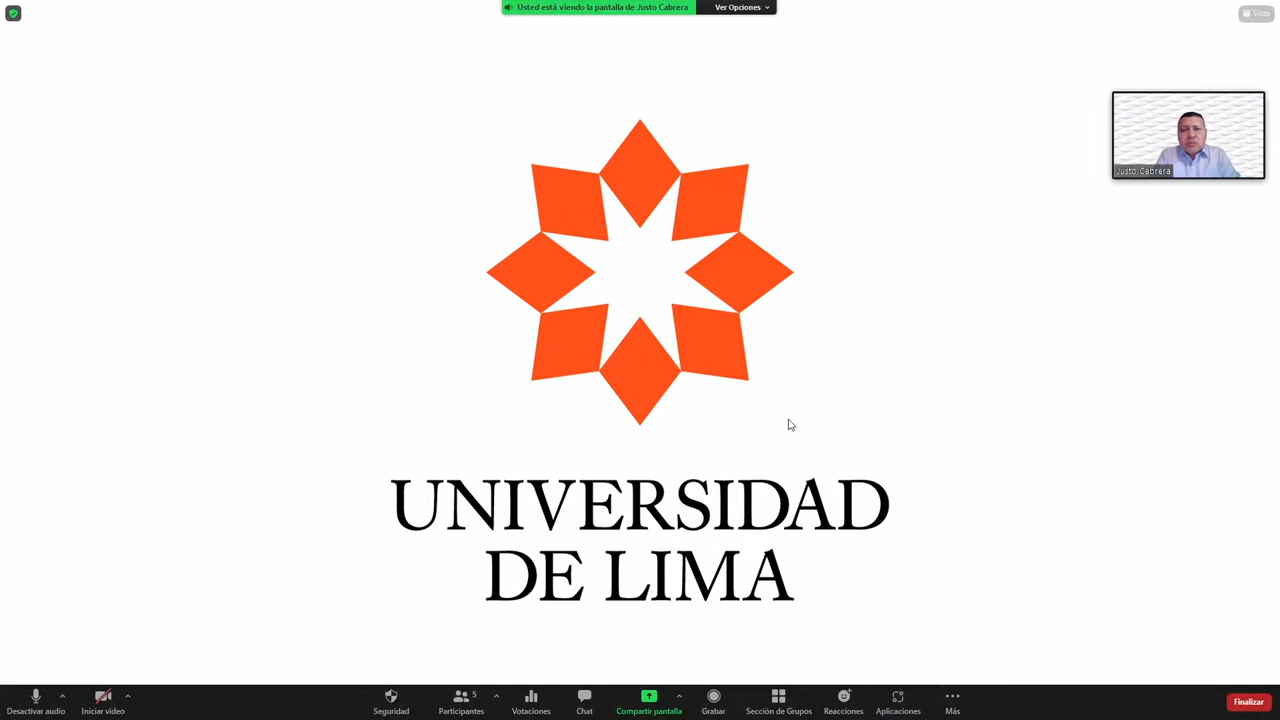 Usted está viendo la pantalla de Justo Cabrera
Ver Opciones
Vista
Justo Cabrera
UNIVERSIDAD
DE LIMA
Desactivar audio
Iniciar video
Seguridad
Participantes
5
Votaciones
Chat
Compartir pantalla
Grabar
Sección de Grupos
Reacciones
Aplicaciones
Más
Finalizar